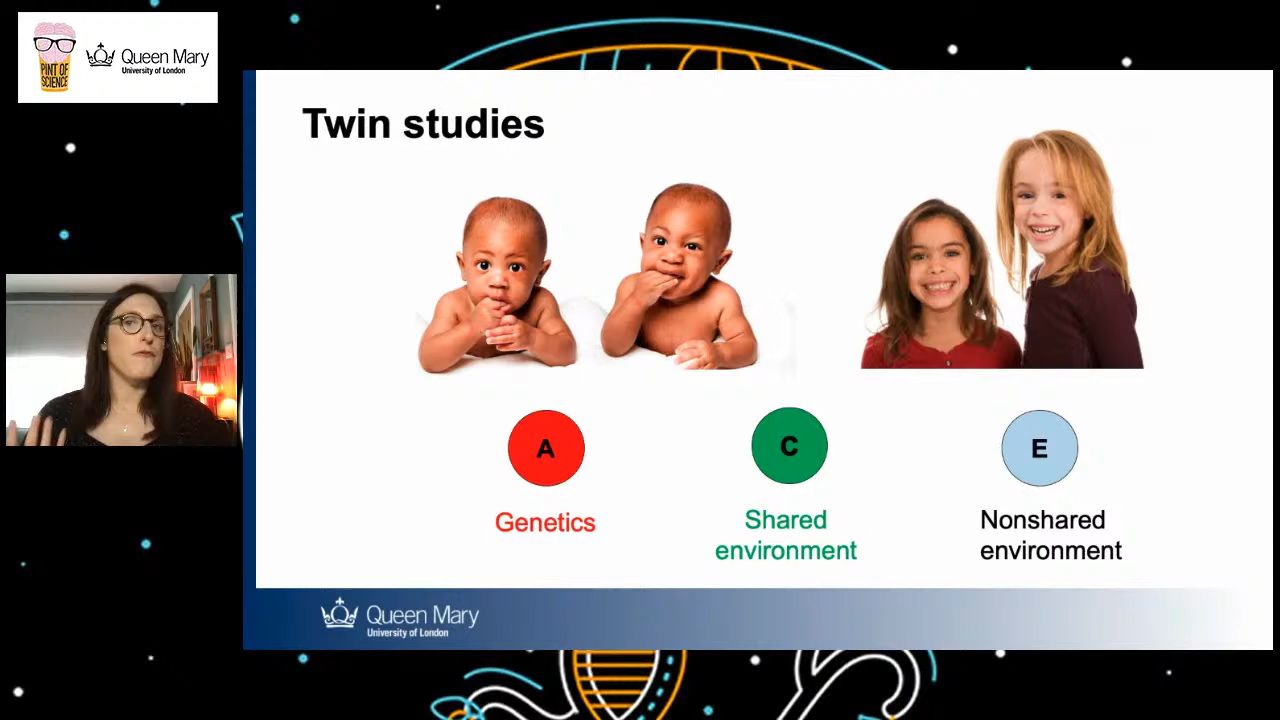 PINT OF
SCIENCE
Queen Mary
University of London
Twin studies
A
C
E
Genetics
Shared
environment
Nonshared
environment
Queen Mary
University of London